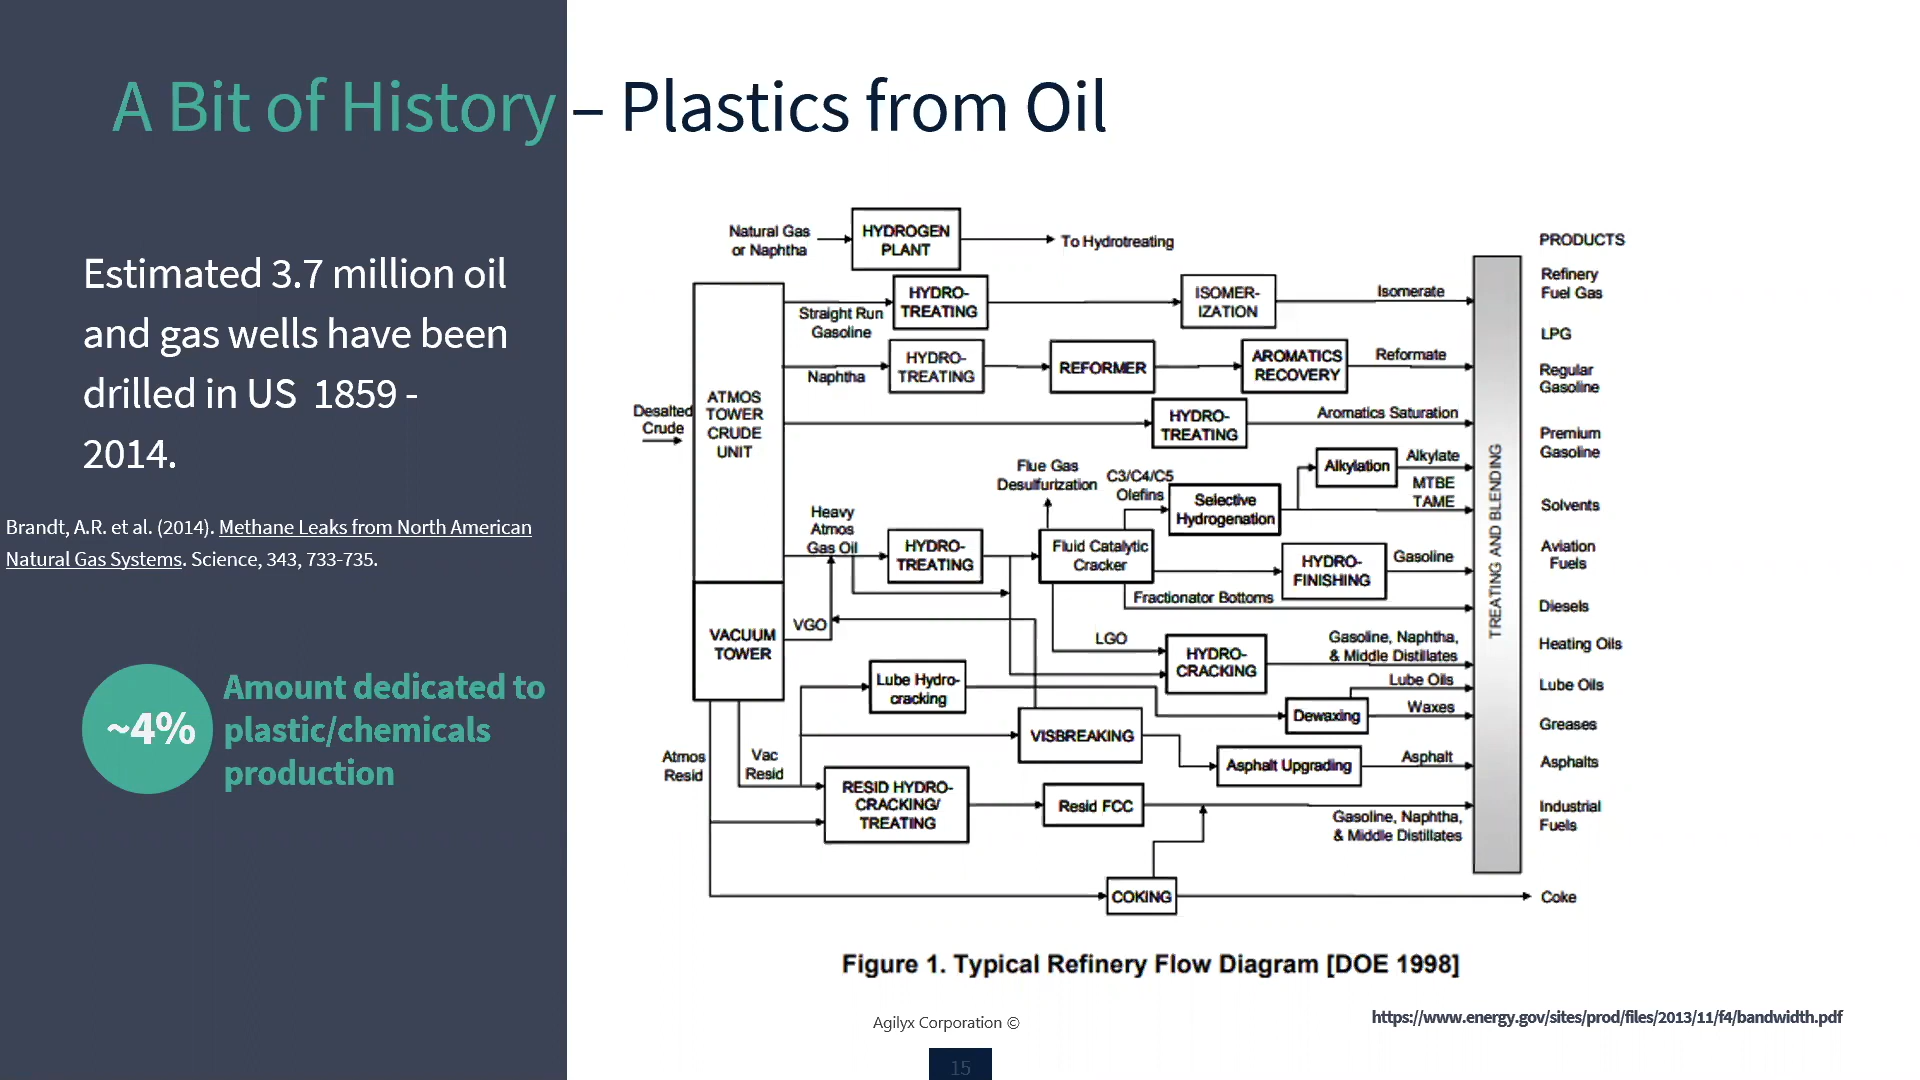 A Bit of History – Plastics from Oil
Estimated 3.7 million oil
and gas wells have been
drilled in US 1859 -
2014.
Brandt, A.R. et al. (2014). Methane Leaks from North American
Natural Gas Systems. Science, 343, 733-735.
~4%
Amount dedicated to
plastic/chemicals
production
Natural Gas
or Naphtha
HYDROGEN
PLANT
To Hydrotreating
PRODUCTS
HYDRO-
TREATING
Straight Run
Gasoline
ISOMER-
IZATION
Isomerate
Refinery
Fuel Gas
LPG
HYDRO-
TREATING
Naphtha
REFORMER
AROMATICS
RECOVERY
Reformate
Regular
Gasoline
Desalted
Crude
ATMOS
TOWER
CRUDE
UNIT
HYDRO-
TREATING
Aromatics Saturation
Premium
Gasoline
Flue Gas
Desulfurization
C3/C4/C5
Olefins
Selective
Hydrogenation
Alkylation
Alkylate
MTBE
TAME
TREATING AND BLENDING
Solvents
Heavy
Atmos
Gas Oil
HYDRO-
TREATING
Fluid Catalytic
Cracker
HYDRO-
FINISHING
Gasoline
Aviation
Fuels
Fractionator Bottoms
Diesels
VACUUM
TOWER
VGO
LGO
HYDRO-
CRACKING
Gasoline, Naphtha,
& Middle Distillates
Heating Oils
Lube Hydro-
cracking
Lube Oils
Lube Oils
Dewaxing
Waxes
Greases
VISBREAKING
Atmos
Resid
Vac
Resid
Asphalt Upgrading
Asphalt
Asphalts
RESID HYDRO-
CRACKING/
TREATING
Resid FCC
Gasoline, Naphtha,
& Middle Distillates
Industrial
Fuels
COKING
Coke
Figure 1. Typical Refinery Flow Diagram [DOE 1998]
Agilyx Corporation ©
https://www.energy.gov/sites/prod/files/2013/11/f4/bandwidth.pdf
15